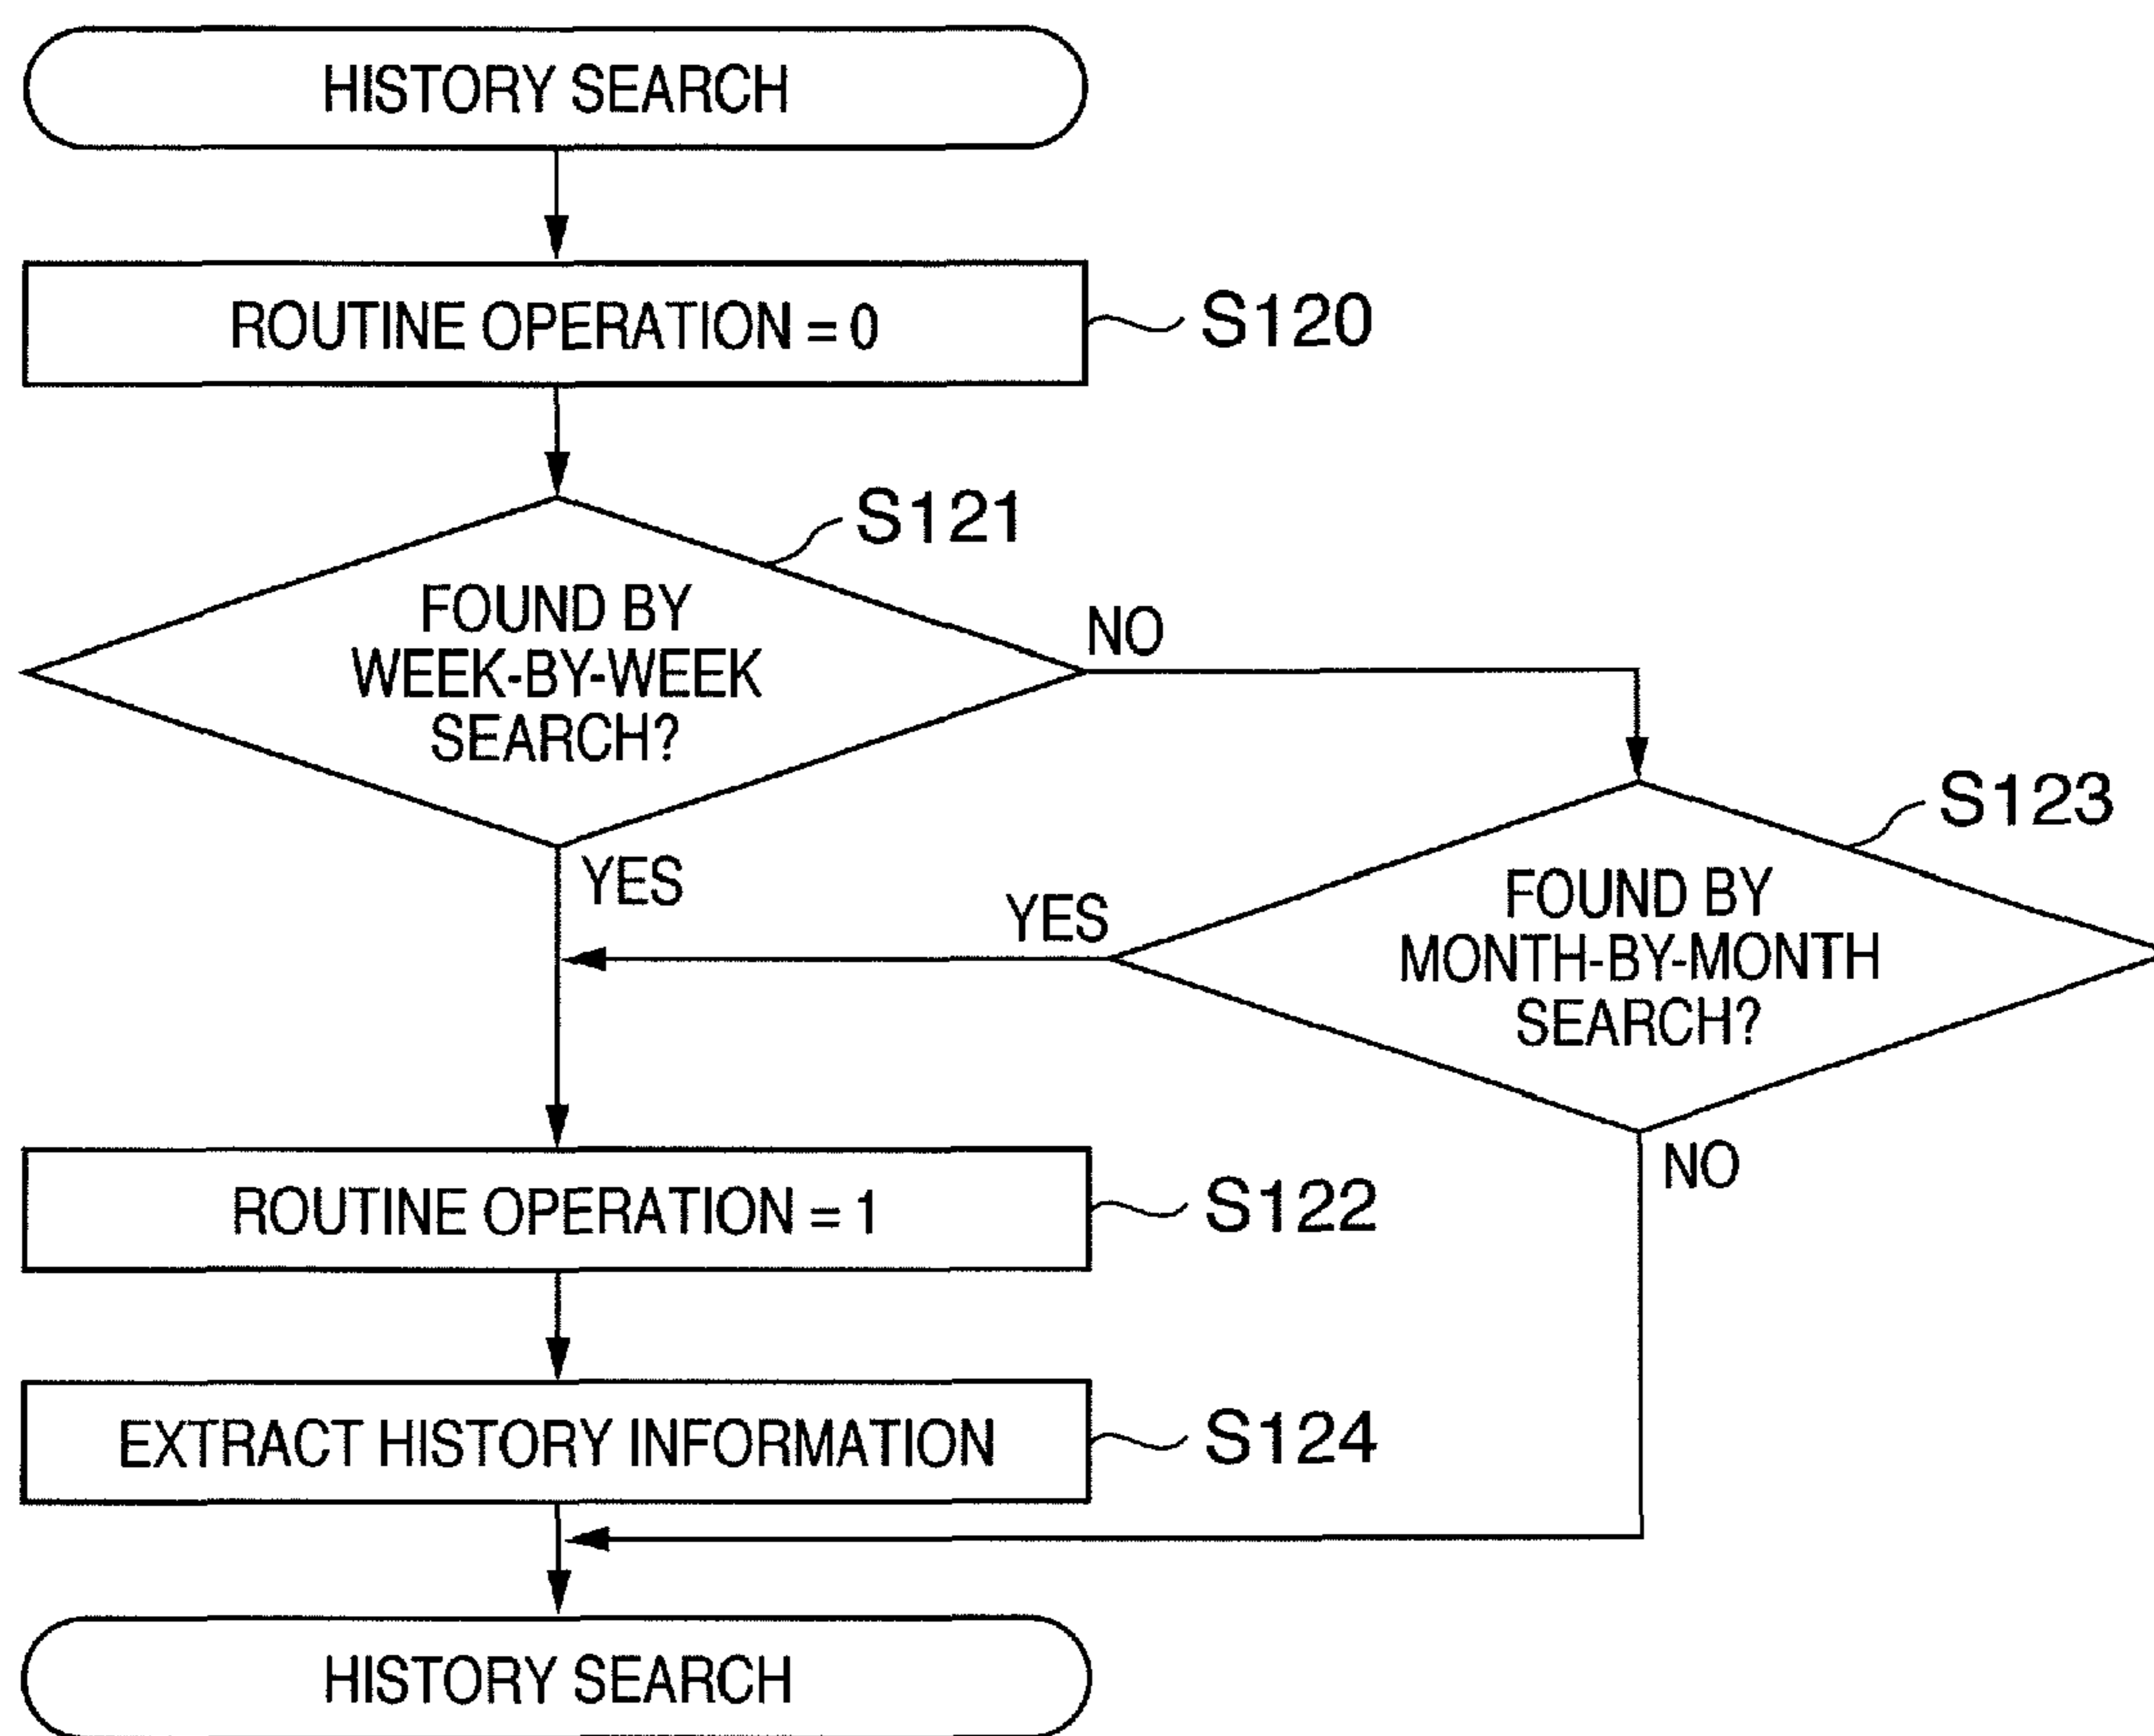 HISTORY SEARCH
ROUTINE OPERATION = 0
S120
S121
FOUND BY
WEEK-BY-WEEK
SEARCH?
NO
YES
S123
FOUND BY
MONTH-BY-MONTH
SEARCH?
YES
NO
ROUTINE OPERATION = 1
S122
EXTRACT HISTORY INFORMATION
S124
HISTORY SEARCH